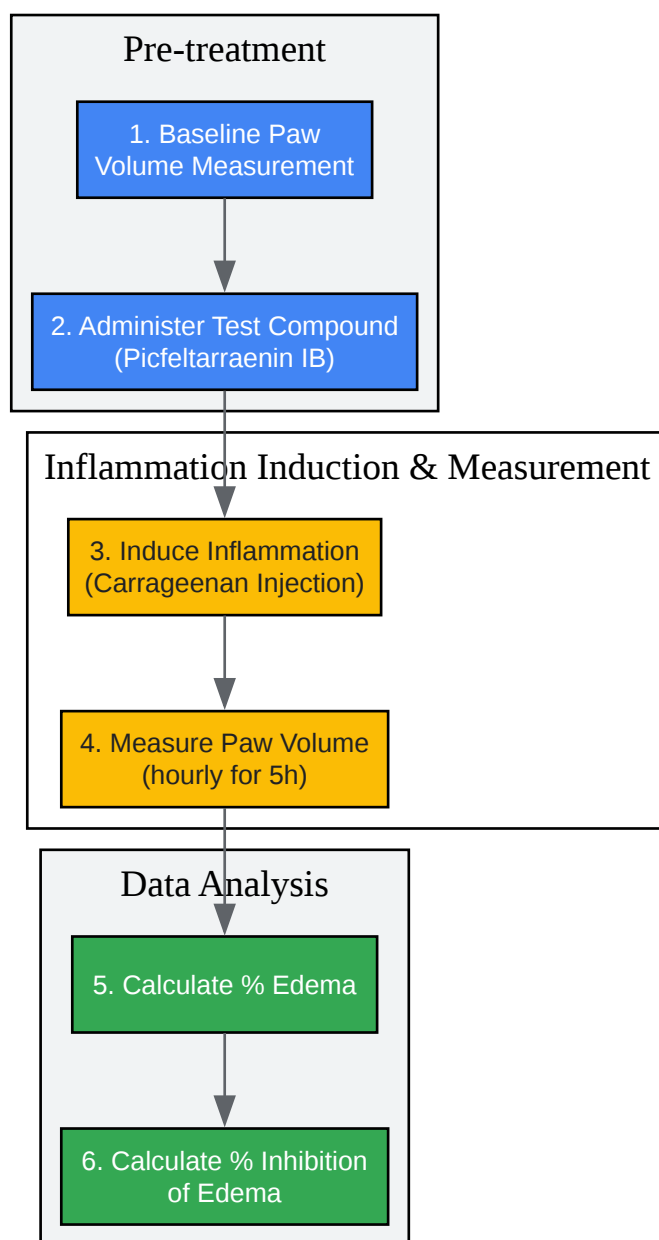 Pre-treatment
1. Baseline Paw
Volume Measurement
2. Administer Test Compound
(Picfeltarraenin IB)
Inflammation Induction & Measurement
3. Induce Inflammation
(Carrageenan Injection)
4. Measure Paw Volume
(hourly for 5h)
Data Analysis
5. Calculate % Edema
6. Calculate % Inhibition
of Edema